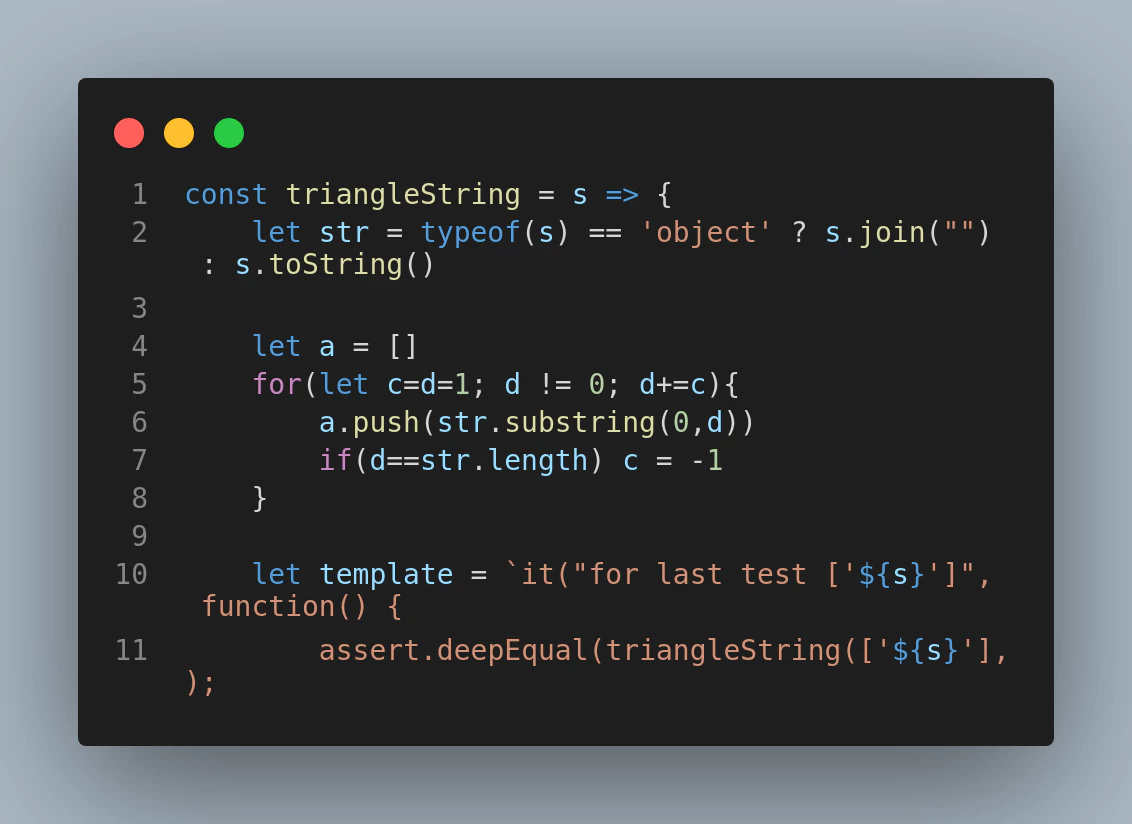 1 const triangleString = s => {
2     let str = typeof(s) == 'object' ? s.join("")
 : s.toString()
3
4     let a = []
5     for(let c=d=1; d != 0; d+=c){
6         a.push(str.substring(0,d))
7         if(d==str.length) c = -1
8     }
9
10     let template = `it("for last test ['${s}']",
 function() {
11         assert.deepEqual(triangleString(['${s}'],
);